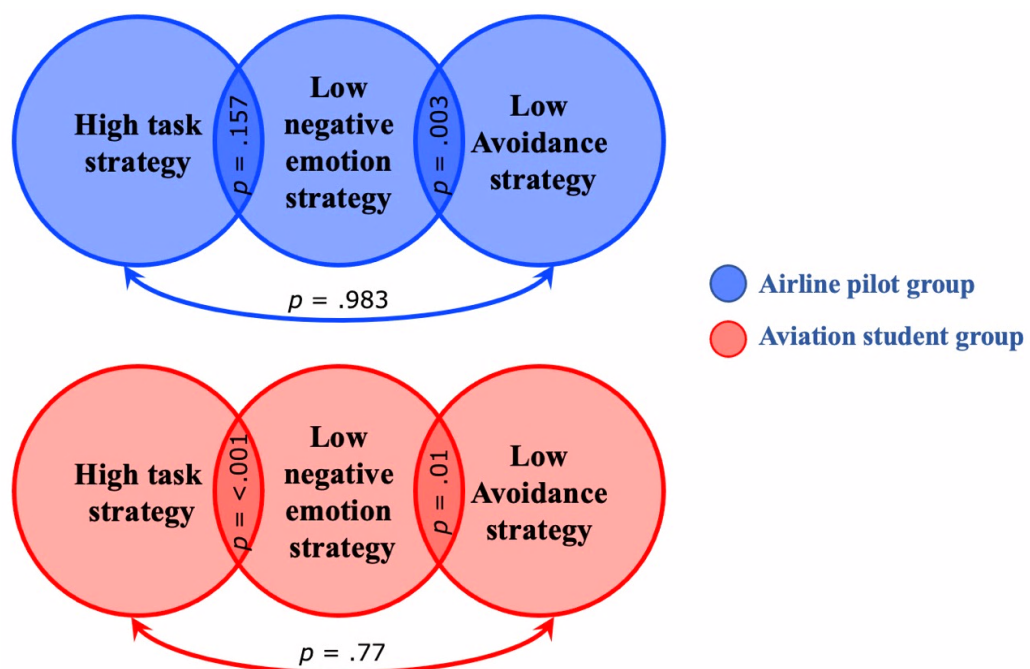 High task
strategy
p = .157
Low
negative
emotion
strategy
p = .003
Low
Avoidance
strategy
p = .983
Airline pilot group
Aviation student group
High task
strategy
p = <.001
Low
negative
emotion
strategy
p = .01
Low
Avoidance
strategy
p = .77